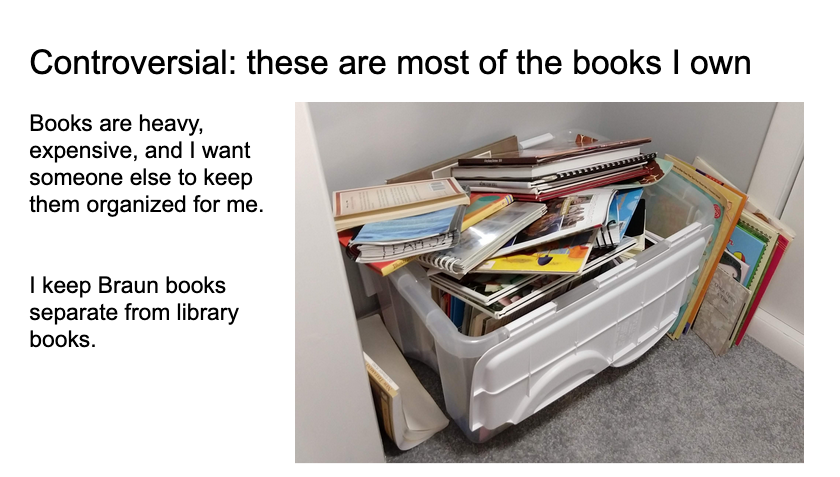 Controversial: these are most of the books I own
Books are heavy,
expensive, and I want
someone else to keep
them organized for me.
I keep Braun books
separate from library
books.